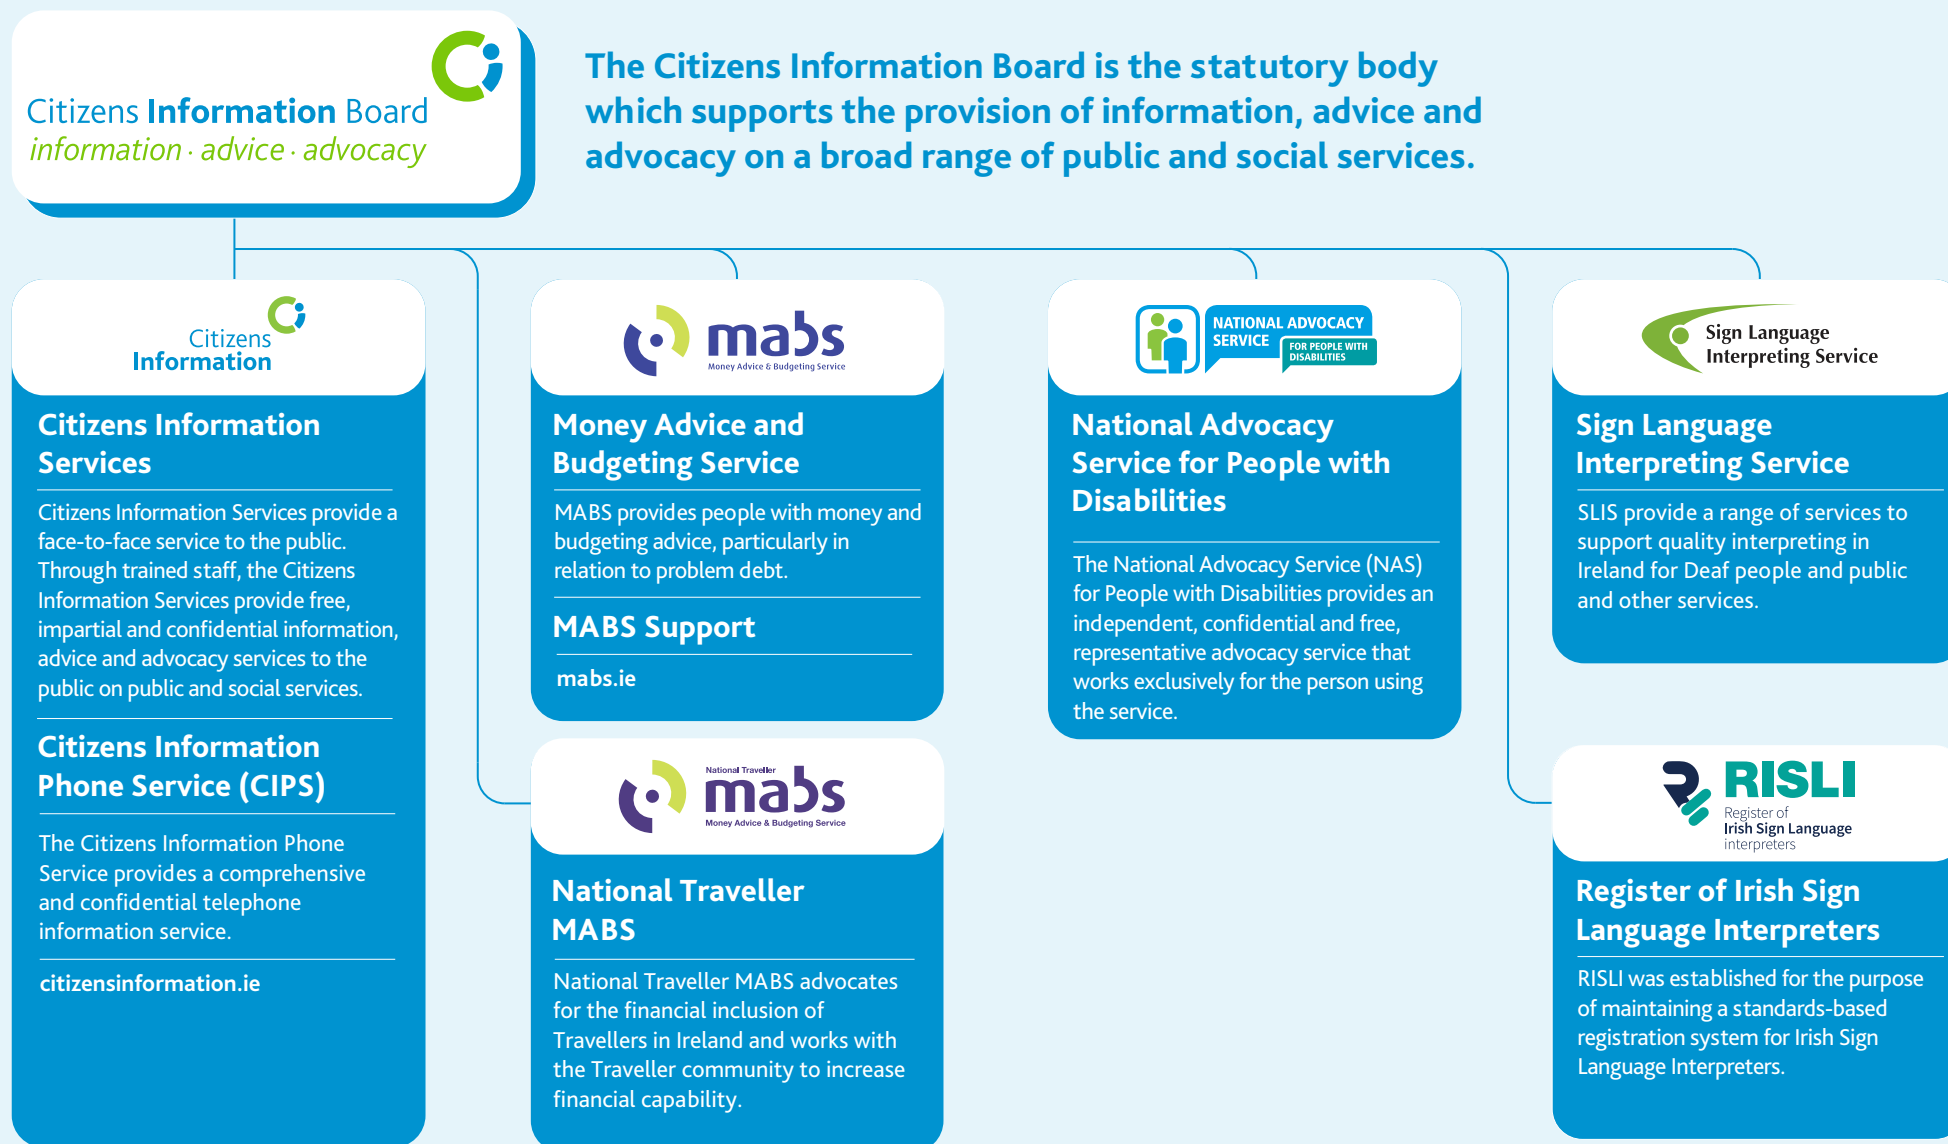 Citizens Information Board
information · advice · advocacy
The Citizens Information Board is the statutory body
which supports the provision of information, advice and
advocacy on a broad range of public and social services.
Citizens
Information
Citizens Information
Services
Citizens Information Services provide a
face-to-face service to the public.
Through trained staff, the Citizens
Information Services provide free,
impartial and confidential information,
advice and advocacy services to the
public on public and social services.
Citizens Information
Phone Service (CIPS)
The Citizens Information Phone
Service provides a comprehensive
and confidential telephone
information service.
citizensinformation.ie
mabs
Money Advice & Budgeting Service
Money Advice and
Budgeting Service
MABS provides people with money and
budgeting advice, particularly in
relation to problem debt.
MABS Support
mabs.ie
National Traveller
mabs
Money Advice & Budgeting Service
National Traveller
MABS
National Traveller MABS advocates
for the financial inclusion of
Travellers in Ireland and works with
the Traveller community to increase
financial capability.
NATIONAL ADVOCACY
SERVICE
FOR PEOPLE WITH
DISABILITIES
National Advocacy
Service for People with
Disabilities
The National Advocacy Service (NAS)
for People with Disabilities provides an
independent, confidential and free,
representative advocacy service that
works exclusively for the person using
the service.
Sign Language
Interpreting Service
Sign Language
Interpreting Service
SLIS provide a range of services to
support quality interpreting in
Ireland for Deaf people and public
and other services.
RISLI
Register of
Irish Sign Language
interpreters
Register of Irish Sign
Language Interpreters
RISLI was established for the purpose
of maintaining a standards-based
registration system for Irish Sign
Language Interpreters.